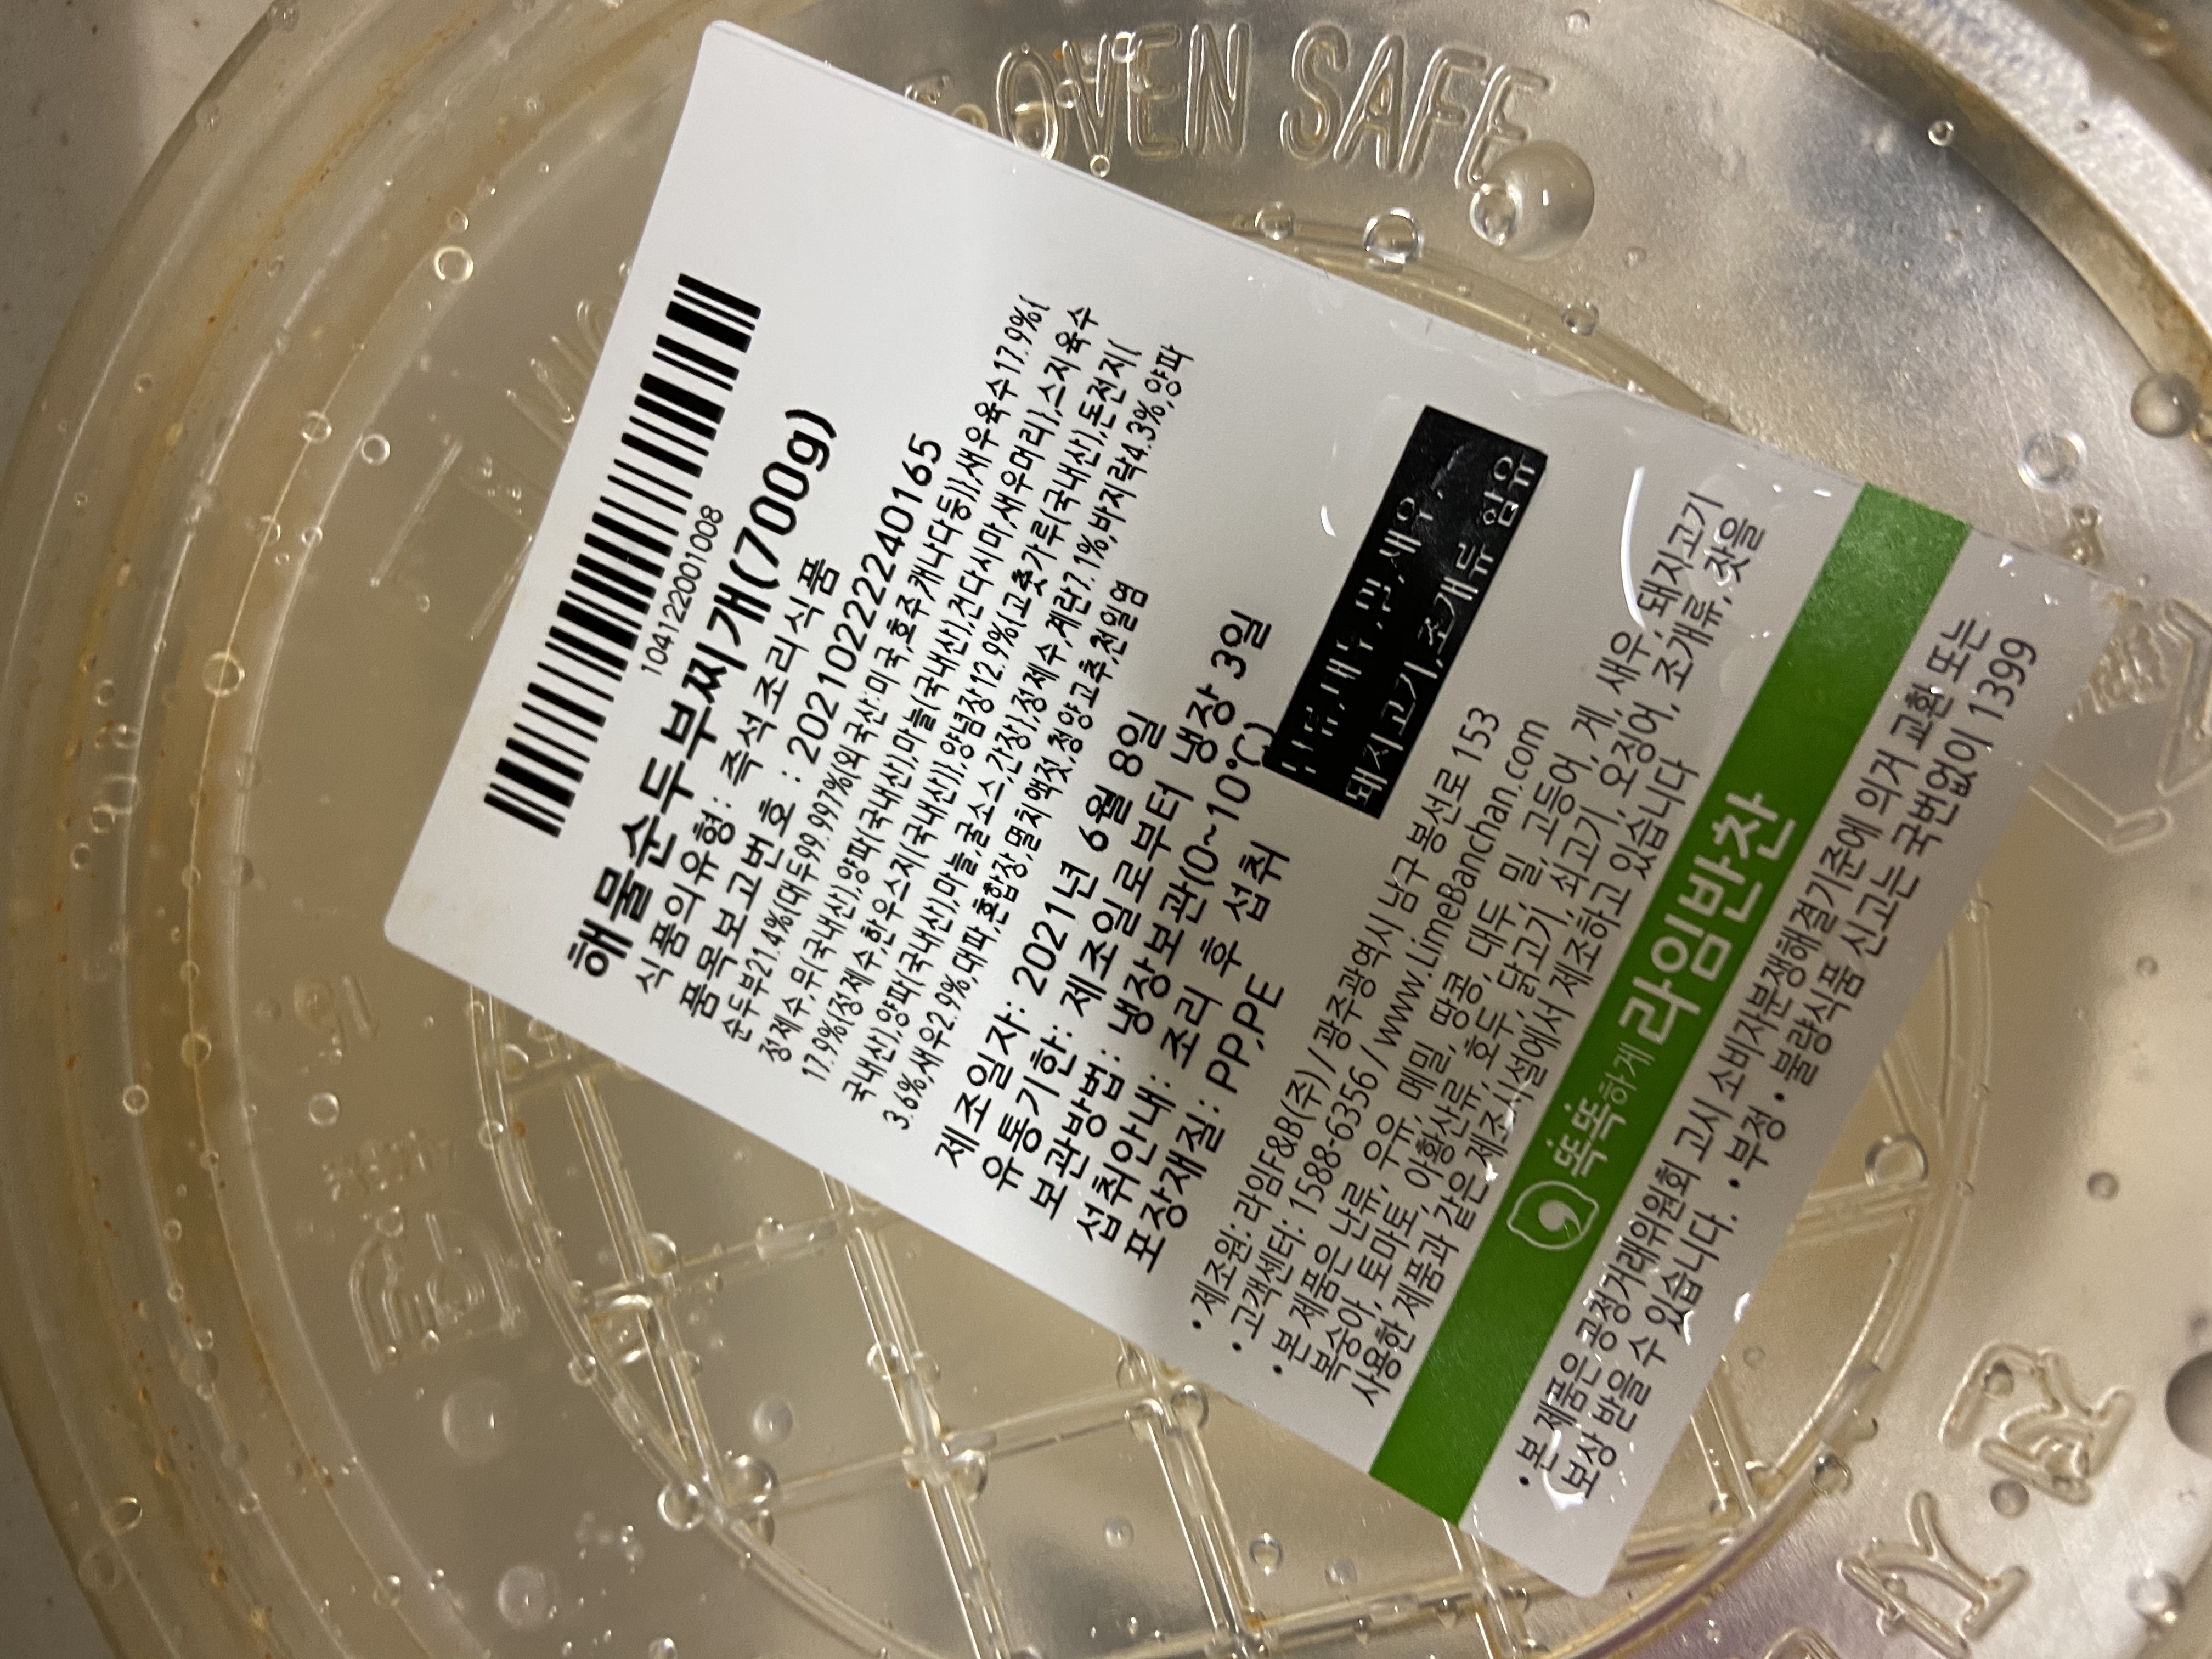 OVEN SAFE
104122001008
해물순두부찌개(700g)
식품의유형: 즉석조리식품
품목보고번호 : 20210222240165
순두부21.4%(대두99.997%(외국산:미국,호주,캐나다등)),새우육수17.9%(
정제수,무(국내산),양파(국내산),마늘(국내산),건다시마,새우머리),스지육수
17.9%(정제수,한우스지(국내산)),양념장12.9%(고춧가루(국내산),돈전지(
국내산),양파(국내산),마늘,굴소스,간장),정제수,계란7.1%,바지락4.3%,양파
3.6%,새우2.9%,대파,혼합장,멸치액젓,청양고추,천일염
제조일자: 2021년 6월 8일
유통기한: 제조일로부터 냉장 3일
보관방법: 냉장보관(0~10℃)
섭취안내: 조리 후 섭취
포장재질: PP,PE
대두,밀,새우,
돼지고기,조개류 함유
• 제조원: 라임F&B(주) / 광주광역시 남구 봉선로 153
• 고객센터: 1588-6356 / www.LimeBanchan.com
• 본 제품은 난류, 우유, 메밀, 땅콩, 대두, 밀, 고등어, 게, 새우, 돼지고기
복숭아, 토마토, 아황산류, 호두, 닭고기, 쇠고기, 오징어, 조개류, 잣을
사용한 제품과 같은 제조시설에서 제조하고 있습니다
똑똑하게 라임반찬
• 본 제품은 공정거래위원회 고시 소비자분쟁해결기준에 의거 교환 또는
보상 받을 수 있습니다. • 부정 • 불량식품 신고는 국번없이 1399